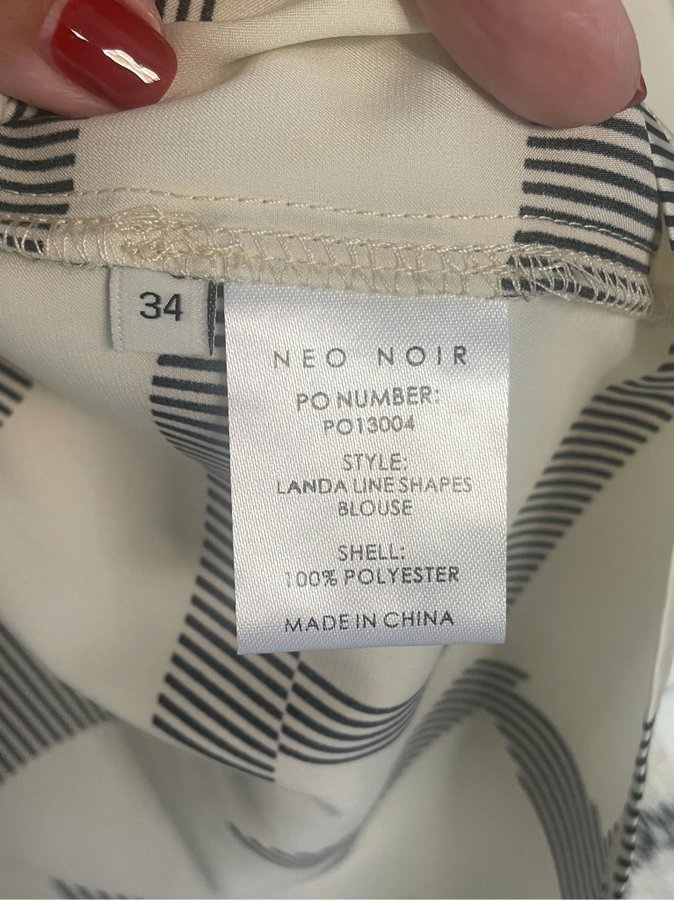 34
NEO NOIR
PO NUMBER:
PO13004
STYLE:
LANDA LINE SHAPES
BLOUSE
SHELL:
100% POLYESTER
MADE IN CHINA